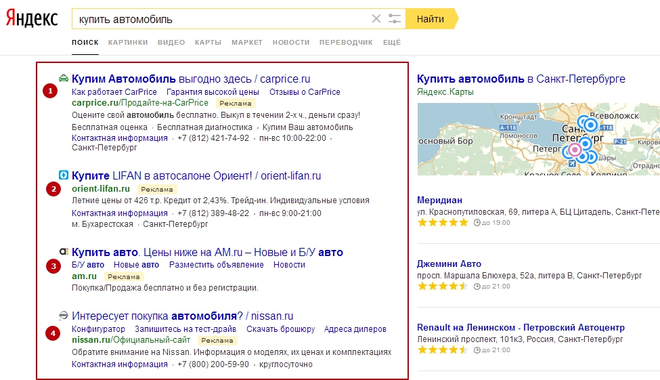 Яндекс
купить автомобиль
Найти
ПОИСК КАРТИНКИ ВИДЕО КАРТЫ МАРКЕТ НОВОСТИ ПЕРЕВОДЧИК ЕЩЁ
1
Купим Автомобиль выгодно здесь / carprice.ru
Как работает CarPrice Гарантия высокой цены Отзывы о CarPrice
carprice.ru/Продайте-на-CarPrice Реклама
Оцените свой автомобиль бесплатно. Выкуп в течении 2-х ч., деньги сразу!
Бесплатная оценка · Бесплатная диагностика · Купим Ваш автомобиль
Контактная информация · +7 (812) 421-74-92 · пн-вс 10:00-22:00 ·
Санкт-Петербург
2
Купите LIFAN в автосалоне Ориент! / orient-lifan.ru
orient-lifan.ru Реклама
Летние цены от 426 т.р. Кредит от 2,43%. Трейд-ин. Индивидуальные условия
Контактная информация · +7 (812) 389-48-22 · пн-вс 9:00-21:00
м. Бухарестская · Санкт-Петербург
3
Купить авто. Цены ниже на AM.ru – Новые и Б/У авто
Б/У авто Новые авто Разместить объявление Новости
am.ru Реклама
Покупка/Продажа бесплатно и без регистрации.
4
Интересует покупка автомобиля? / nissan.ru
Конфигуратор Запишитесь на тест-драйв Скачать брошюру Адреса дилеров
nissan.ru/Официальный-сайт Реклама
Обратите внимание на Nissan. Информация о моделях, их ценах и комплектациях
Контактная информация · +7 (800) 200-59-90 · круглосуточно
Купить автомобиль в Санкт-Петербурге
Яндекс.Карты
Кронштадт
Всеволожск
А-118
Ломоносов
А-118
Санкт-
Петербург
основый Бор
Красное Село
Меридиан
ул. Краснопутиловская, 69, литера А, БЦ Цитадель, Санкт-Пете
до 19:00
Джемини Авто
просп. Маршала Блюхера, 52а, литера В, Санкт-Петербург
до 21:00
Renault на Ленинском - Петровский Автоцентр
Ленинский проспект, 101к3, Россия, Санкт-Петербург
до 21:00